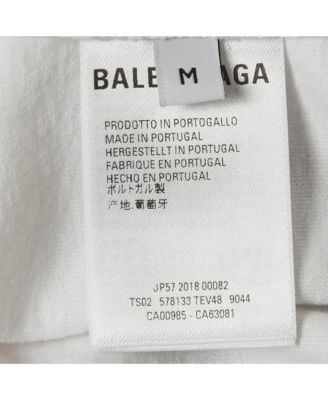 BALE AGA
M
PRODOTTO IN PORTOGALLO
MADE IN PORTUGAL
HERGESTELLT IN PORTUGAL
FABRIQUE EN PORTUGAL
HECHO EN PORTUGAL
ポルトガル製
产地.葡萄牙
JP57 2018 00082
TS02 578133 TEV48 9044
CA00985 - CA63081